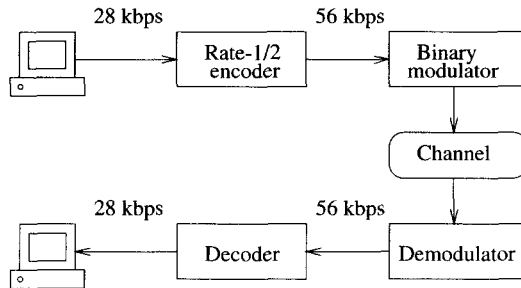 28 kbps
56 kbps
Rate-1/2
encoder
Binary
modulator
Channel
28 kbps
56 kbps
Decoder
Demodulator